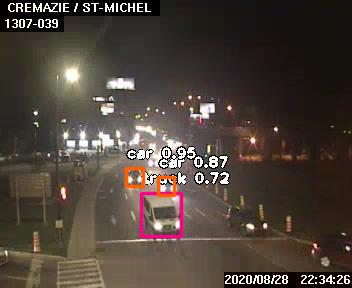 CREMAZIE / ST-MICHEL
1307-039
car 0.95
car 0.87
truck 0.72
2020/08/28 22:34:26